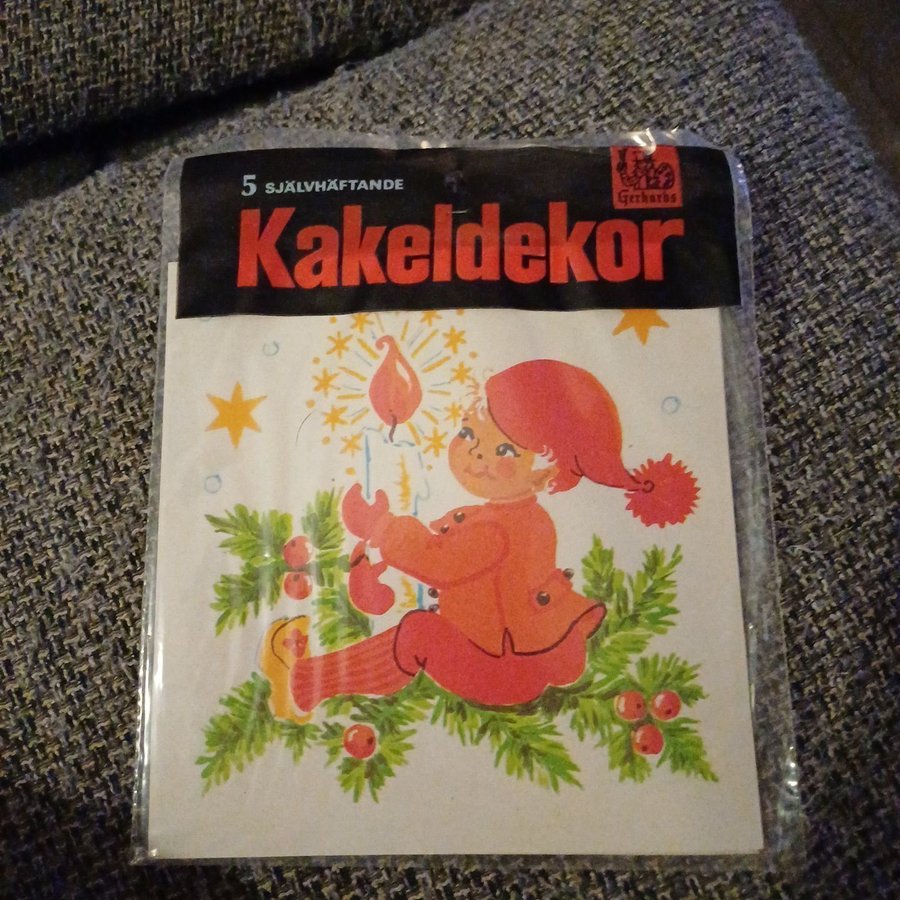 5 SJÄLVHÄFTANDE
Kakeldekor
Gerhards